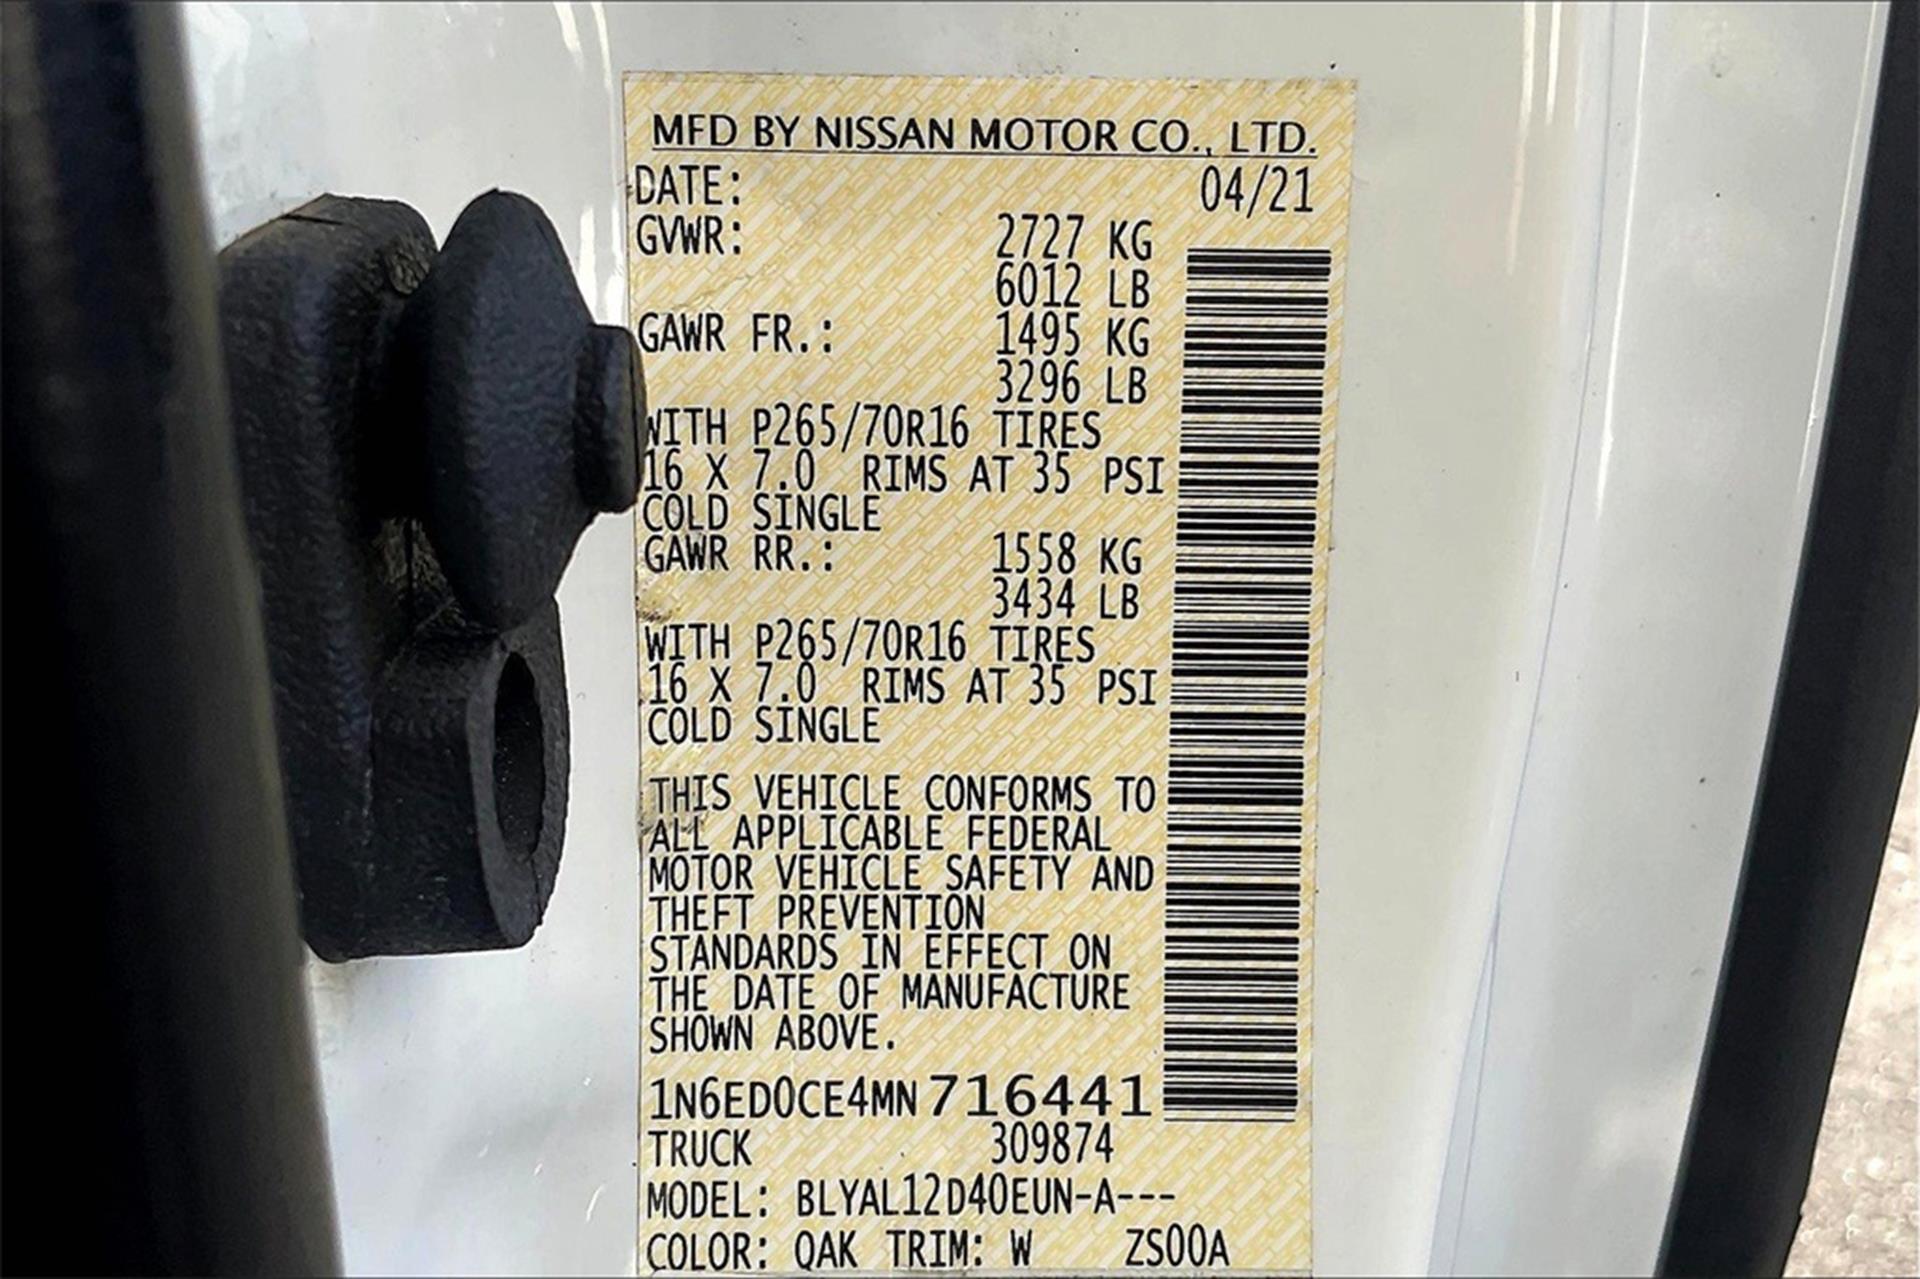 MFD BY NISSAN MOTOR CO., LTD.
DATE: 04/21
GVWR: 2727 KG
6012 LB
GAWR FR.: 1495 KG
3296 LB
WITH P265/70R16 TIRES
16 X 7.0 RIMS AT 35 PSI
COLD SINGLE
GAWR RR.: 1558 KG
3434 LB
WITH P265/70R16 TIRES
16 X 7.0 RIMS AT 35 PSI
COLD SINGLE
THIS VEHICLE CONFORMS TO
ALL APPLICABLE FEDERAL
MOTOR VEHICLE SAFETY AND
THEFT PREVENTION
STANDARDS IN EFFECT ON
THE DATE OF MANUFACTURE
SHOWN ABOVE.
1N6ED0CE4MN716441
TRUCK 309874
MODEL: BLYAL12D40EUN-A---
COLOR: QAK TRIM: W ZS00A